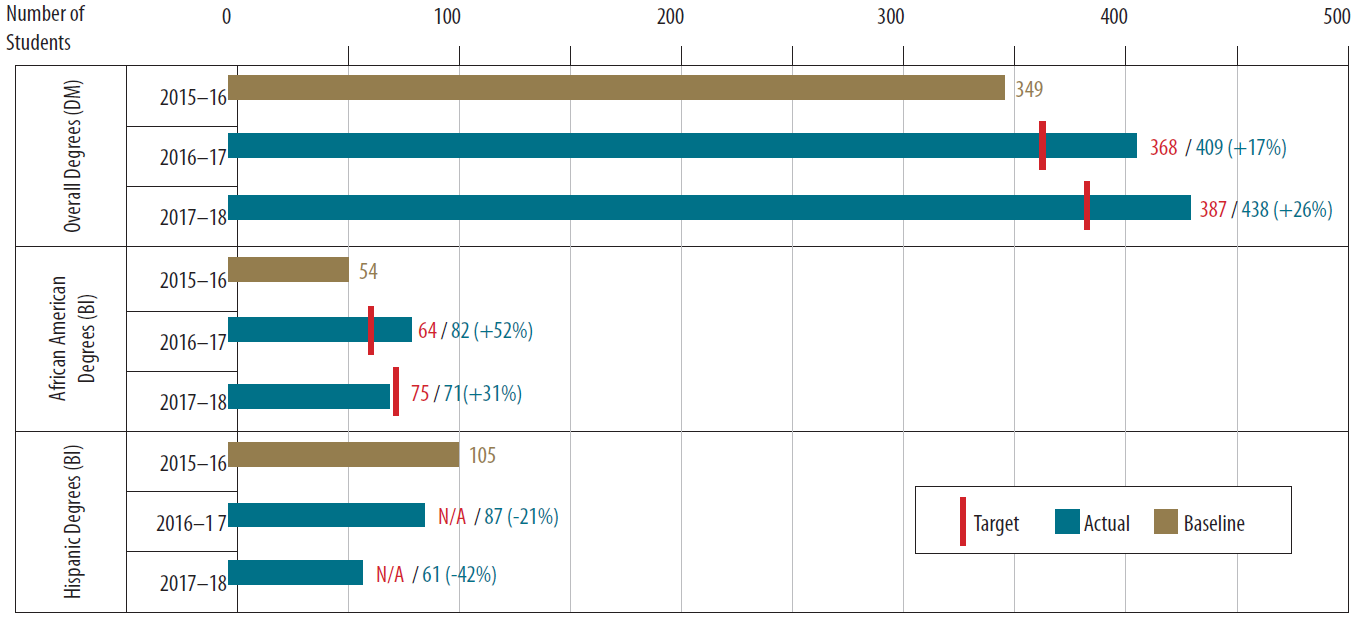 Number of
Students
0 100 200 300 400 500
Overall Degrees (DM)
2015–16 349
2016–17 368 / 409 (+17%)
2017–18 387 / 438 (+26%)
African American
Degrees (BI)
2015–16 54
2016–17 64 / 82 (+52%)
2017–18 75 / 71(+31%)
Hispanic Degrees (BI)
2015–16 105
2016–1 7 N/A / 87 (-21%)
2017–18 N/A / 61 (-42%)
Target Actual Baseline